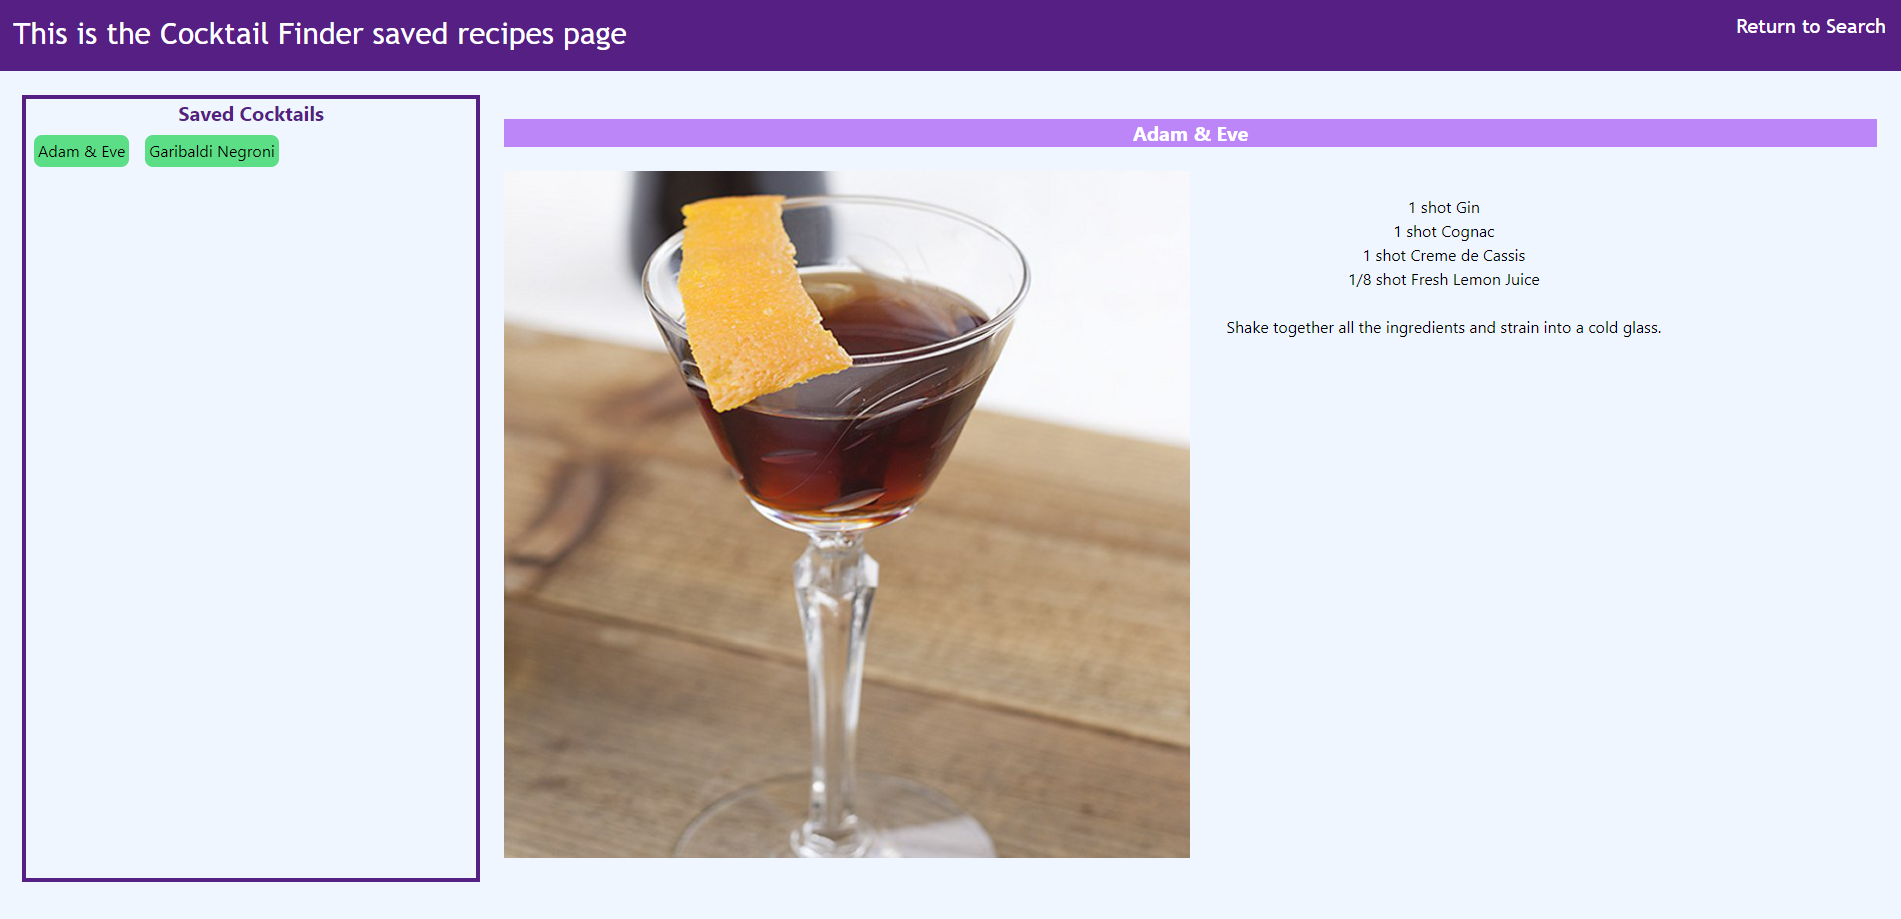 This is the Cocktail Finder saved recipes page
Return to Search
Saved Cocktails
Adam & Eve
Garibaldi Negroni
Adam & Eve
1 shot Gin
1 shot Cognac
1 shot Creme de Cassis
1/8 shot Fresh Lemon Juice
Shake together all the ingredients and strain into a cold glass.